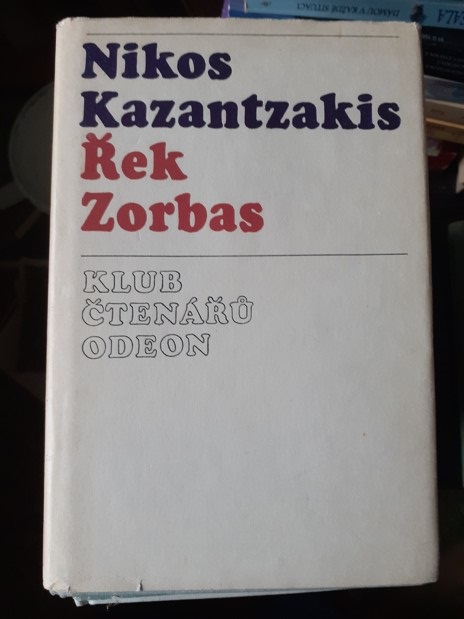 Nikos
Kazantzakis
Řek
Zorbas
KLUB
ČTENÁŘŮ
ODEON